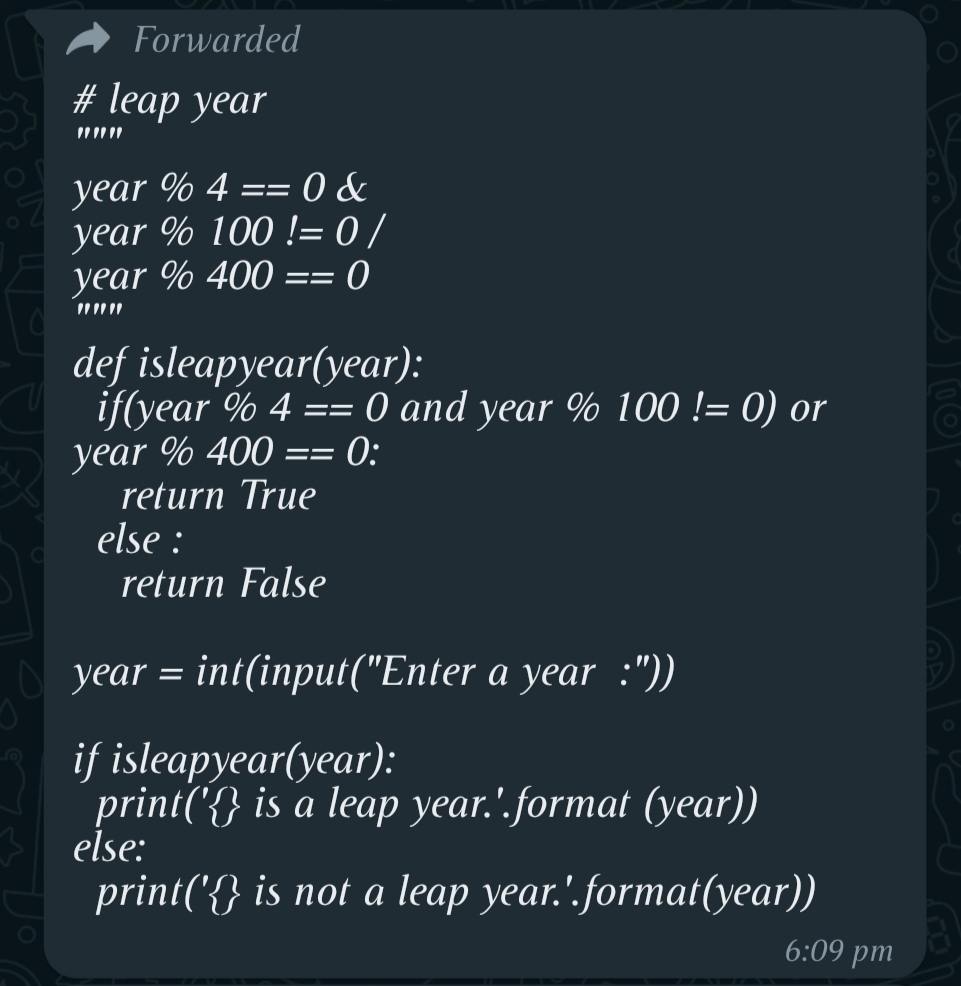 Forwarded
# leap year
"""
year % 4 == 0 &
year % 100 != 0 /
year % 400 == 0
"""
def isleapyear(year):
  if(year % 4 == 0 and year % 100 != 0) or
year % 400 == 0:
    return True
  else :
    return False

year = int(input("Enter a year  :"))

if isleapyear(year):
  print('{} is a leap year.'.format (year))
else:
  print('{} is not a leap year.'.format(year))
6:09 pm